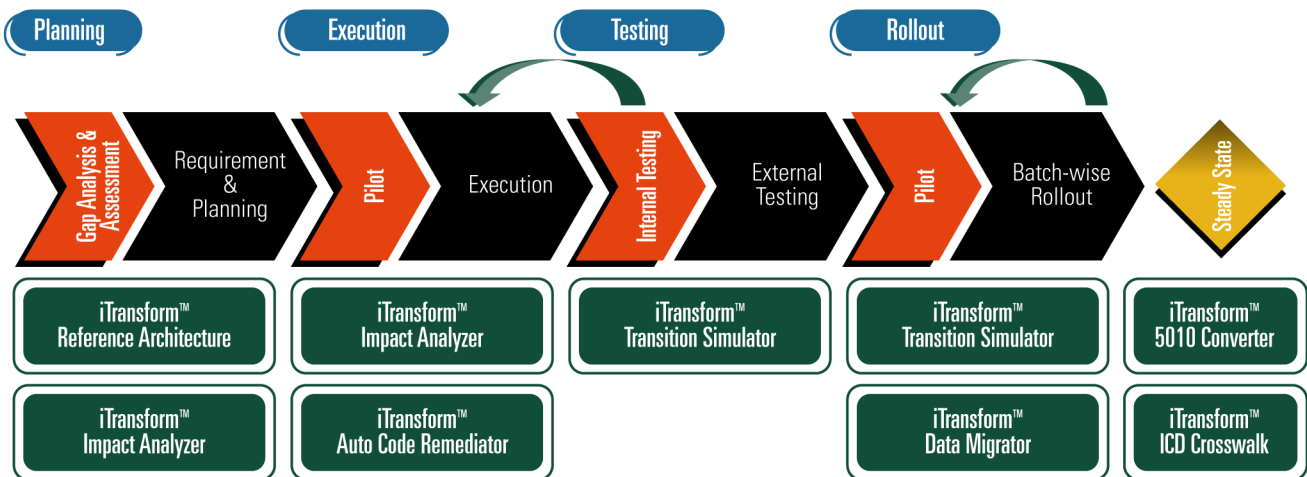 Planning
Execution
Testing
Rollout
Gap Analysis &
Assessment
Requirement
&
Planning
Pilot
Execution
Internal Testing
External
Testing
Pilot
Batch-wise
Rollout
Steady State
iTransform™
Reference Architecture
iTransform™
Impact Analyzer
iTransform™
Transition Simulator
iTransform™
Transition Simulator
iTransform™
5010 Converter
iTransform™
Impact Analyzer
iTransform™
Auto Code Remediator
iTransform™
Data Migrator
iTransform™
ICD Crosswalk